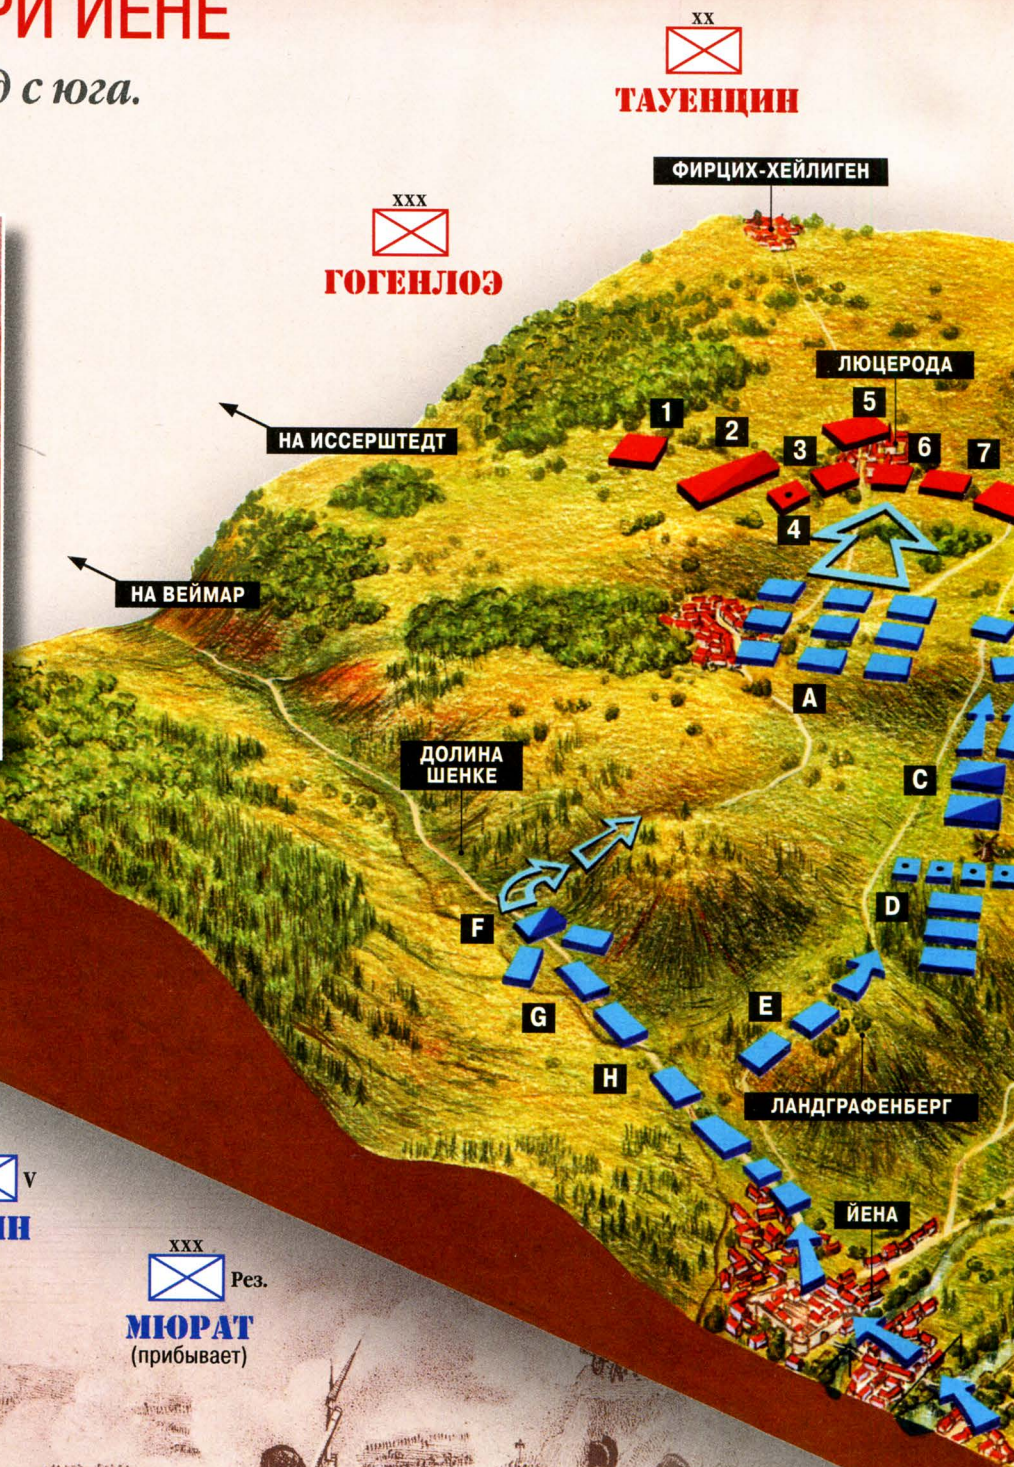 РИ ЙЕНЕ
с юга.
XX
ТАУЕНЦИН
ФИРЦИХ-ХЕЙЛИГЕН
XXX
ГОГЕНЛОЭ
ЛЮЦЕРОДА
НА ИССЕРШТЕДТ
1
2
3
4
5
6
7
НА ВЕЙМАР
A
ДОЛИНА
ШЕНКЕ
C
D
F
E
G
H
ЛАНДГРАФЕНБЕРГ
V
ЙЕНА
XXX
Рез.
МЮРАТ
(прибывает)